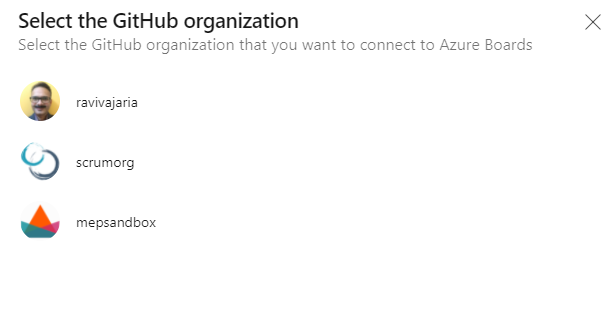 Select the GitHub organization
Select the GitHub organization that you want to connect to Azure Boards
ravivajaria
scrumorg
mepsandbox